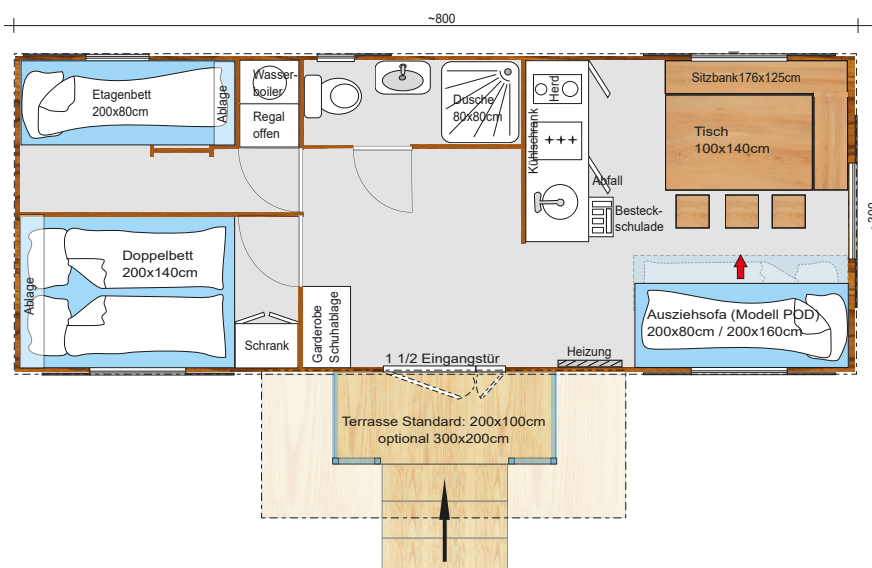 ~800
Etagenbett
200x80cm
Ablage
Wasser-
boiler
Regal
offen
Dusche
80x80cm
Herd
Kühlschrank
Abfall
Besteck-
schulade
Sitzbank176x125cm
Tisch
100x140cm
~300
Doppelbett
200x140cm
Ablage
Schrank
Garderobe
Schuhablage
1 1/2 Eingangstür
Heizung
Ausziehsofa (Modell POD)
200x80cm / 200x160cm
Terrasse Standard: 200x100cm
optional 300x200cm